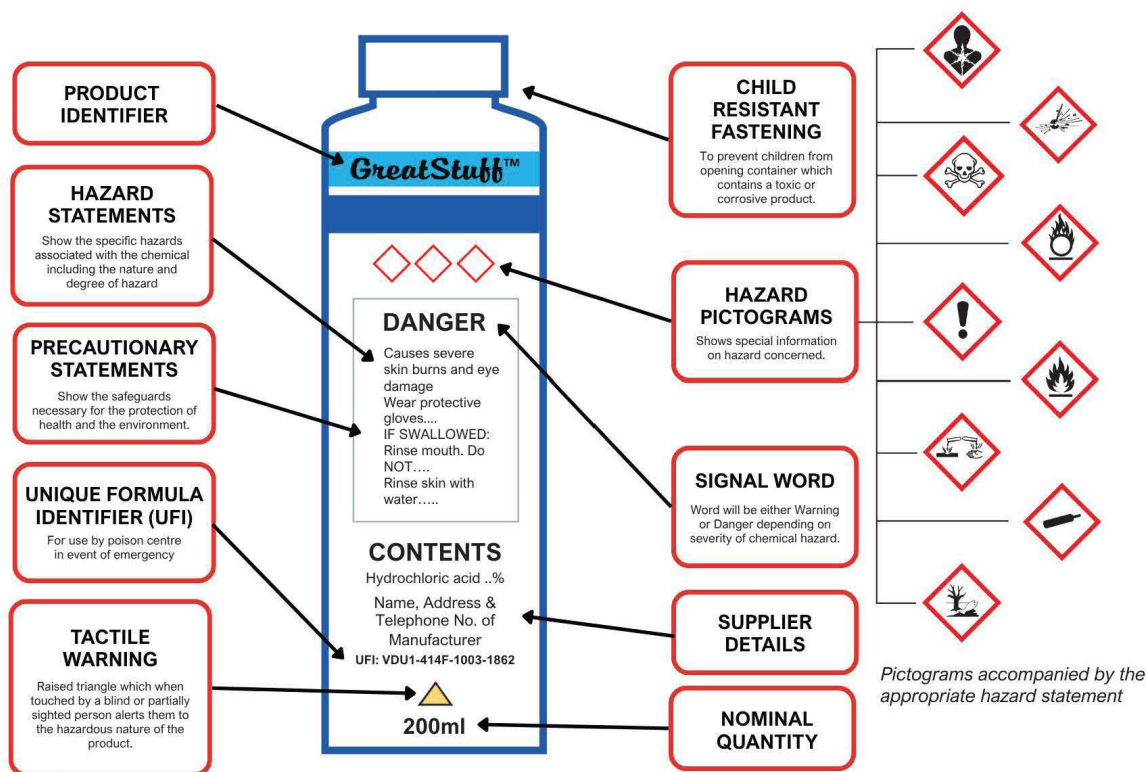 PRODUCT
IDENTIFIER
HAZARD
STATEMENTS
Show the specific hazards
associated with the chemical
including the nature and
degree of hazard
PRECAUTIONARY
STATEMENTS
Show the safeguards
necessary for the protection of
health and the environment.
UNIQUE FORMULA
IDENTIFIER (UFI)
For use by poison centre
in event of emergency
TACTILE
WARNING
Raised triangle which when
touched by a blind or partially
sighted person alerts them to
the hazardous nature of the
product.
GreatStuff™
DANGER
Causes severe
skin burns and eye
damage
Wear protective
gloves....
IF SWALLOWED:
Rinse mouth. Do
NOT....
Rinse skin with
water.....
CONTENTS
Hydrochloric acid ..%
Name, Address &
Telephone No. of
Manufacturer
UFI: VDU1-414F-1003-1862
200ml
CHILD
RESISTANT
FASTENING
To prevent children from
opening container which
contains a toxic or
corrosive product.
HAZARD
PICTOGRAMS
Shows special information
on hazard concerned.
SIGNAL WORD
Word will be either Warning
or Danger depending on
severity of chemical hazard.
SUPPLIER
DETAILS
NOMINAL
QUANTITY
Pictograms accompanied by the
appropriate hazard statement